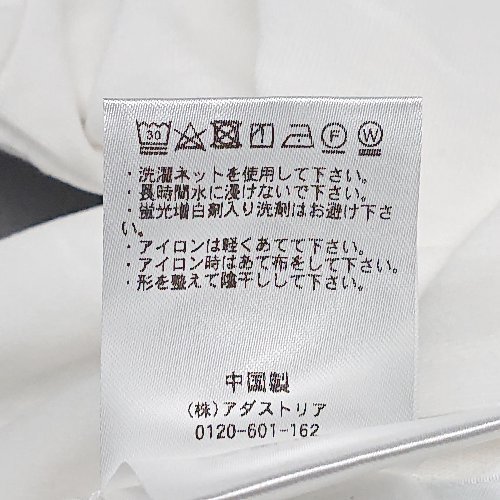 30 F W
・洗濯ネットを使用して下さい。
・長時間水に浸けないで下さい。
・蛍光増白剤入り洗剤はお避け下さ
い。
・アイロンは軽くあてて下さい。
・アイロン時はあて布をして下さい。
・形を整えて陰干しして下さい。
中国製
(株)アダストリア
0120-601-162